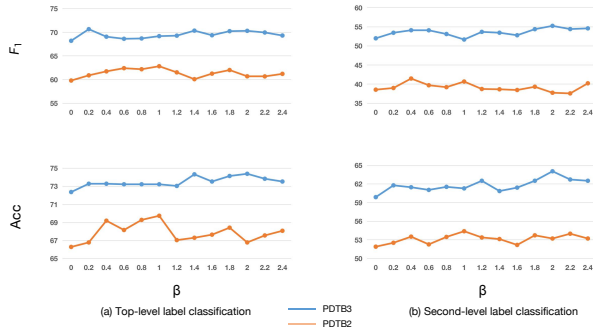 F1
75
70
65
60
55
0 0.2 0.4 0.6 0.8 1 1.2 1.4 1.6 1.8 2 2.2 2.4
60
55
50
45
40
35
0 0.2 0.4 0.6 0.8 1 1.2 1.4 1.6 1.8 2 2.2 2.4
Acc
75
73
71
69
67
65
0 0.2 0.4 0.6 0.8 1 1.2 1.4 1.6 1.8 2 2.2 2.4
65
62
59
56
53
50
0 0.2 0.4 0.6 0.8 1 1.2 1.4 1.6 1.8 2 2.2 2.4
β
β
(a) Top-level label classification
PDTB3
PDTB2
(b) Second-level label classification